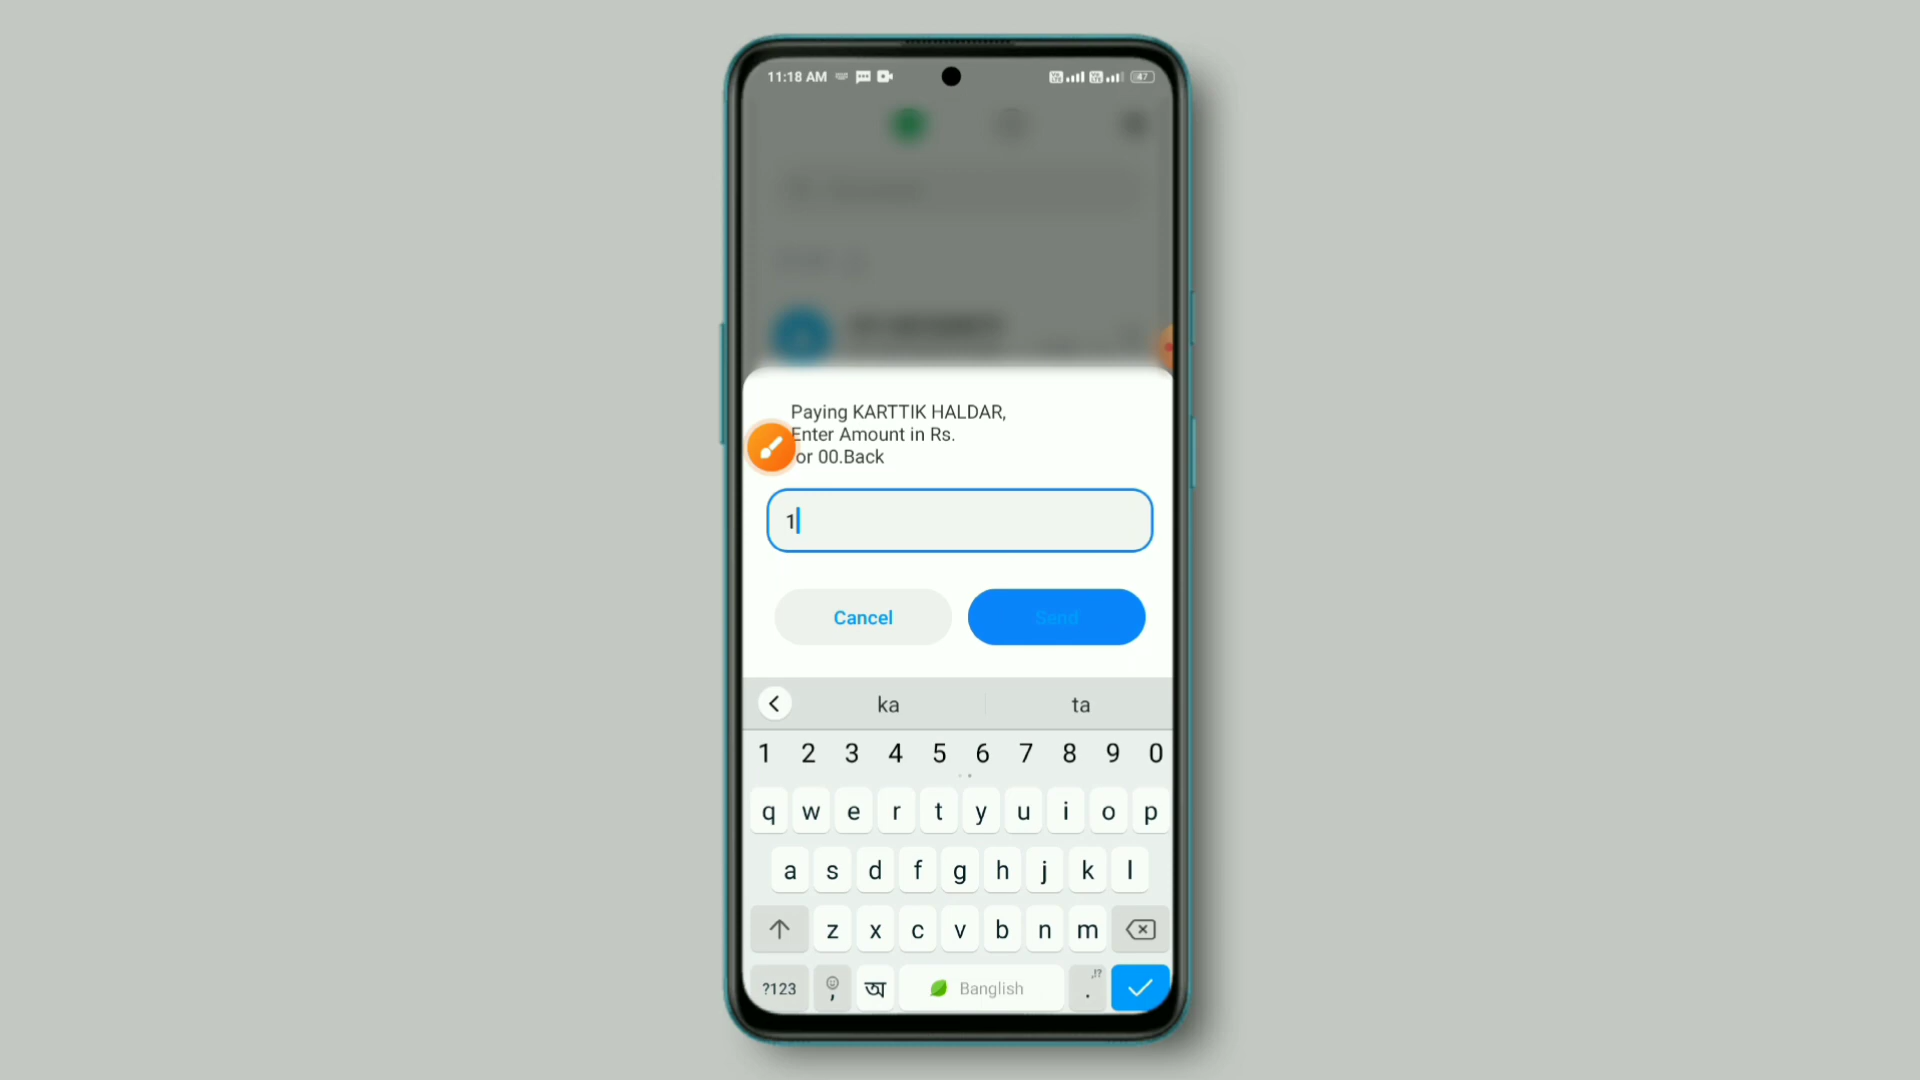 11:18 AM
47
Paying KARTTIK HALDAR,
Enter Amount in Rs.
or 00.Back
1
Cancel
Send
ka
ta
1 2 3 4 5 6 7 8 9 0
q w e r t y u i o p
a s d f g h j k l
z x c v b n m
?123
,
অ
Banglish
,!?
.